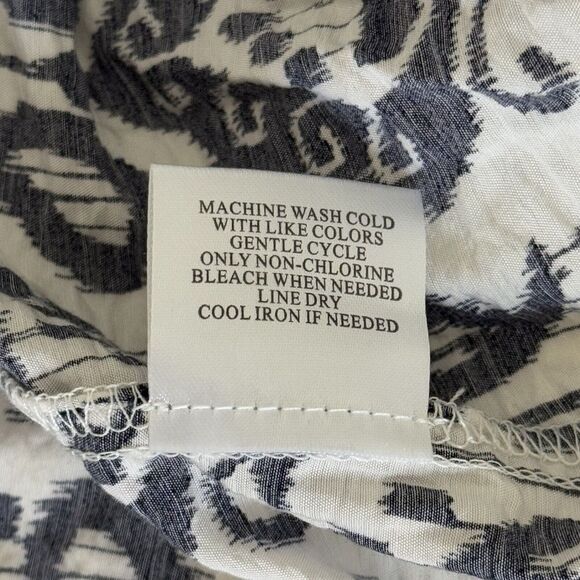 MACHINE WASH COLD
WITH LIKE COLORS
GENTLE CYCLE
ONLY NON-CHLORINE
BLEACH WHEN NEEDED
LINE DRY
COOL IRON IF NEEDED